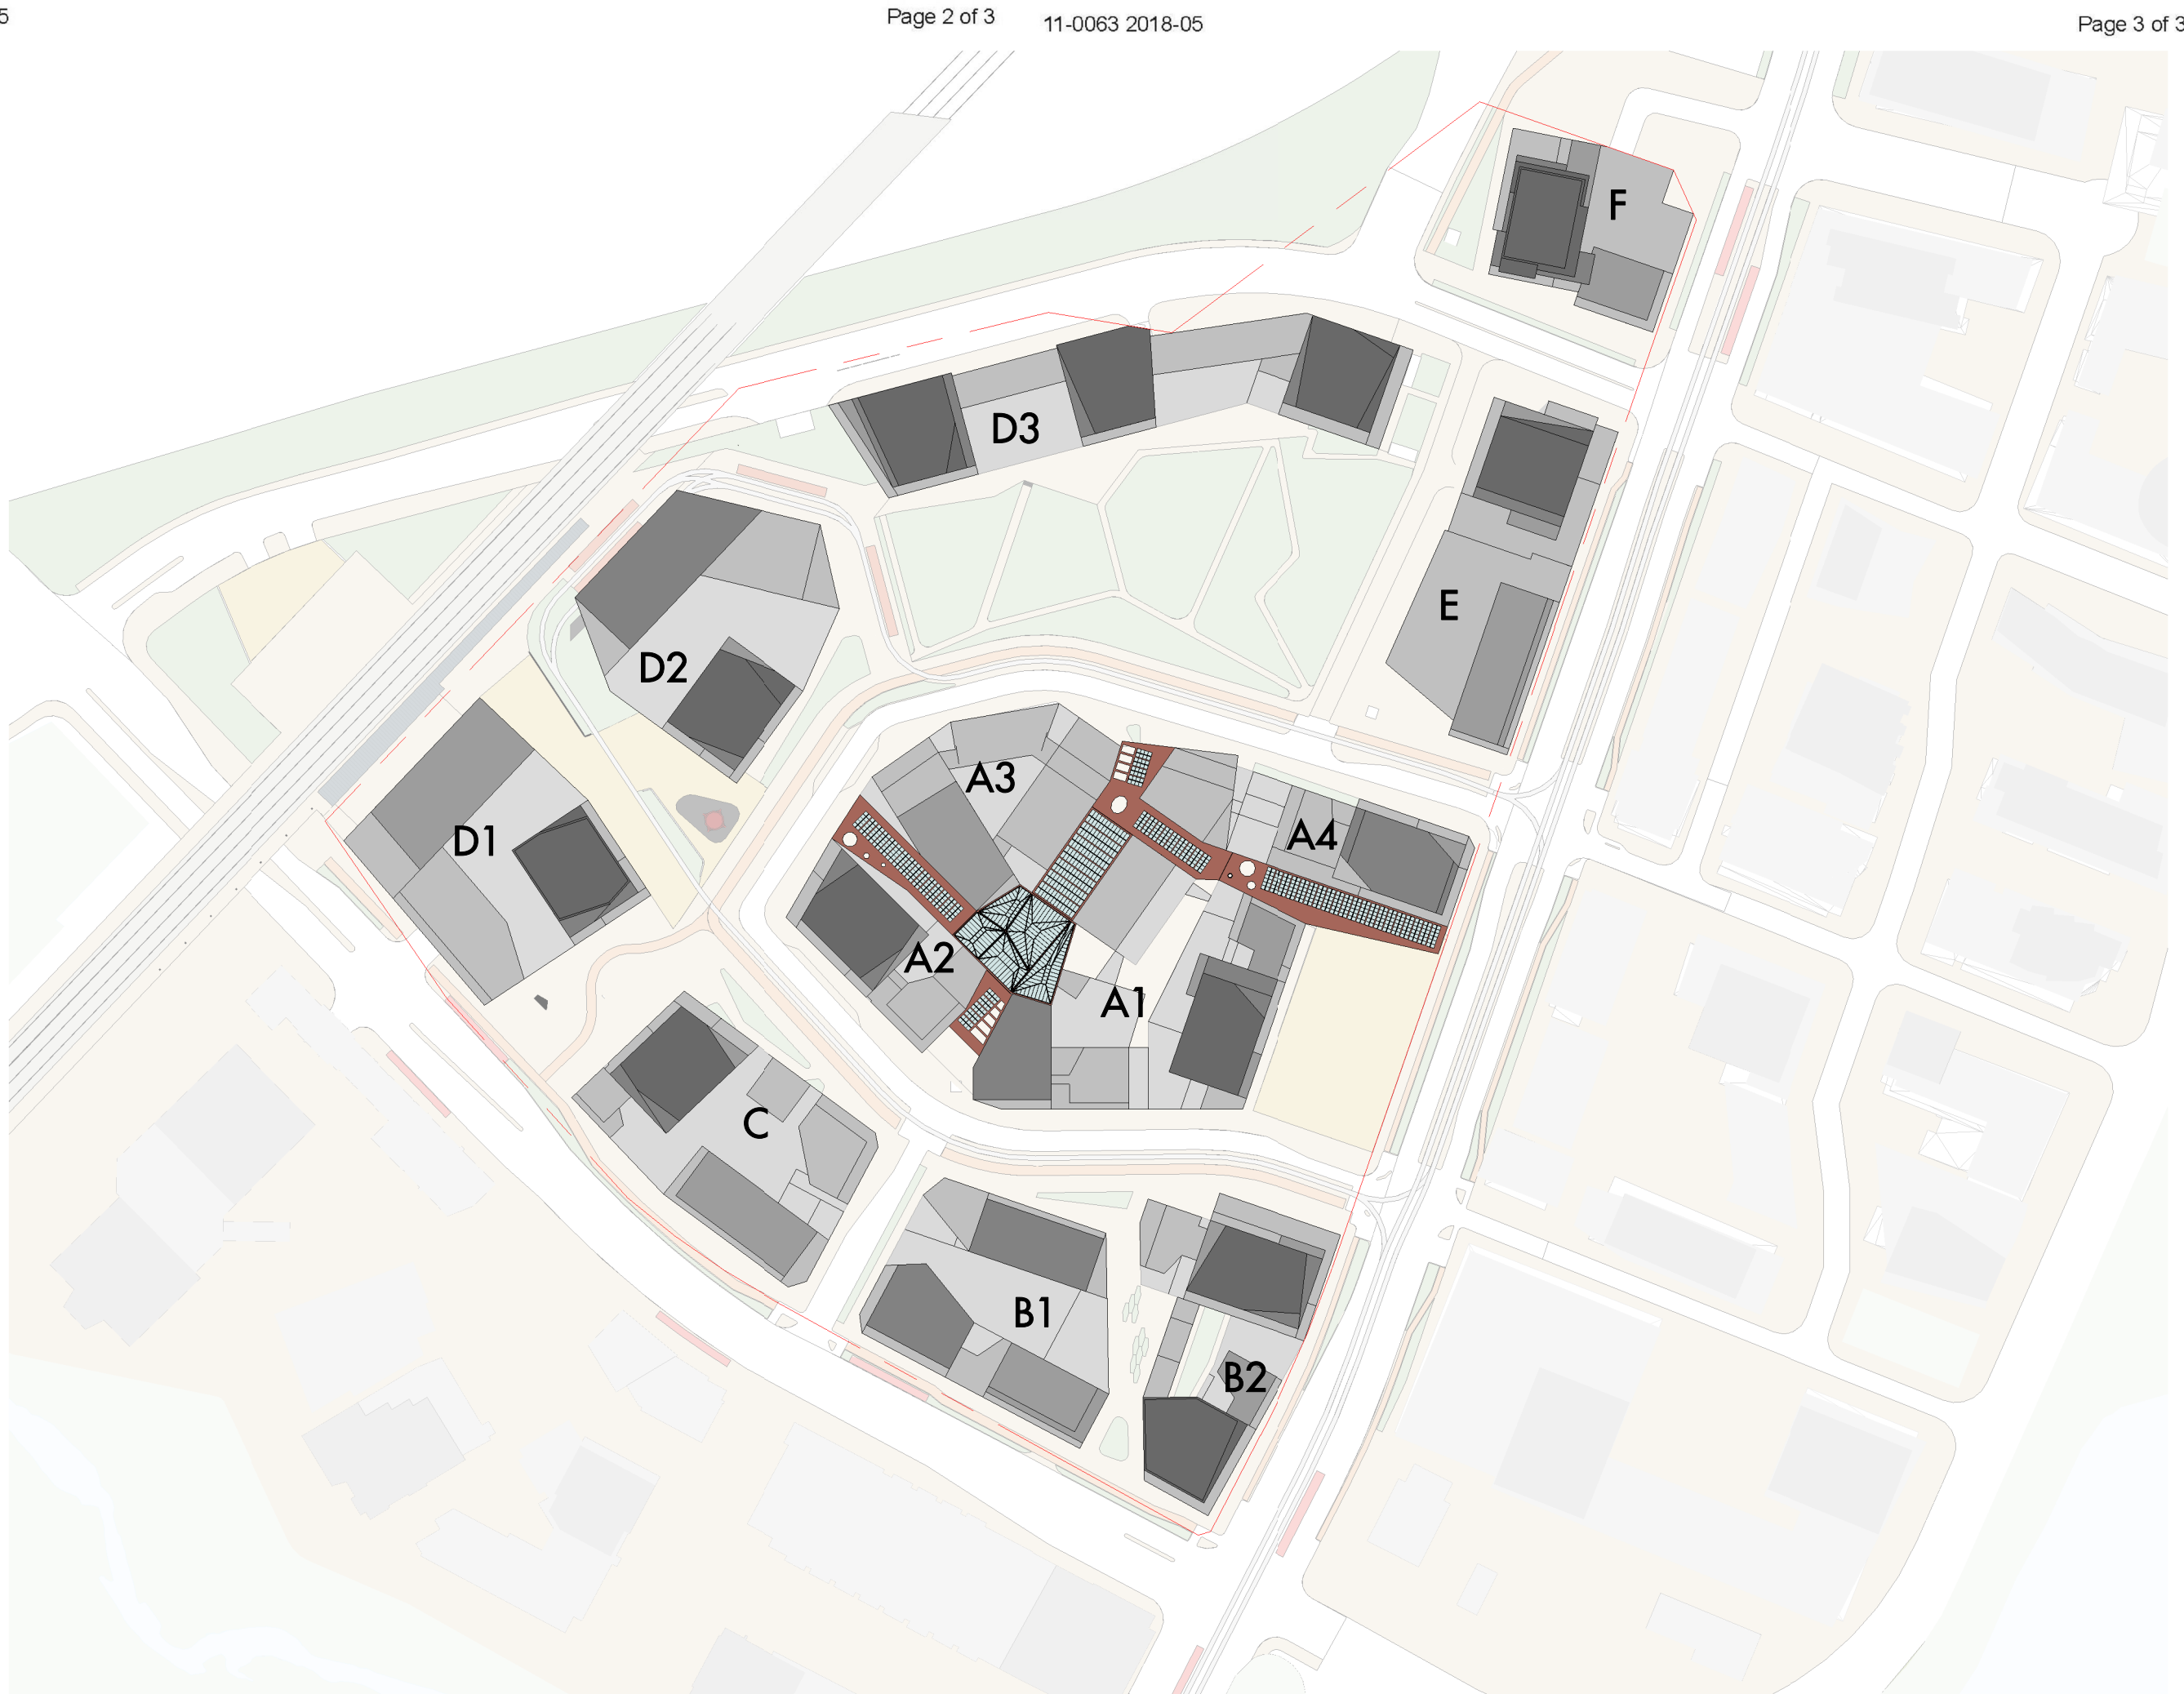 5
Page 2 of 3
11-0063 2018-05
Page 3 of 3
F
D3
E
D2
A3
A4
D1
A2
A1
C
B1
B2